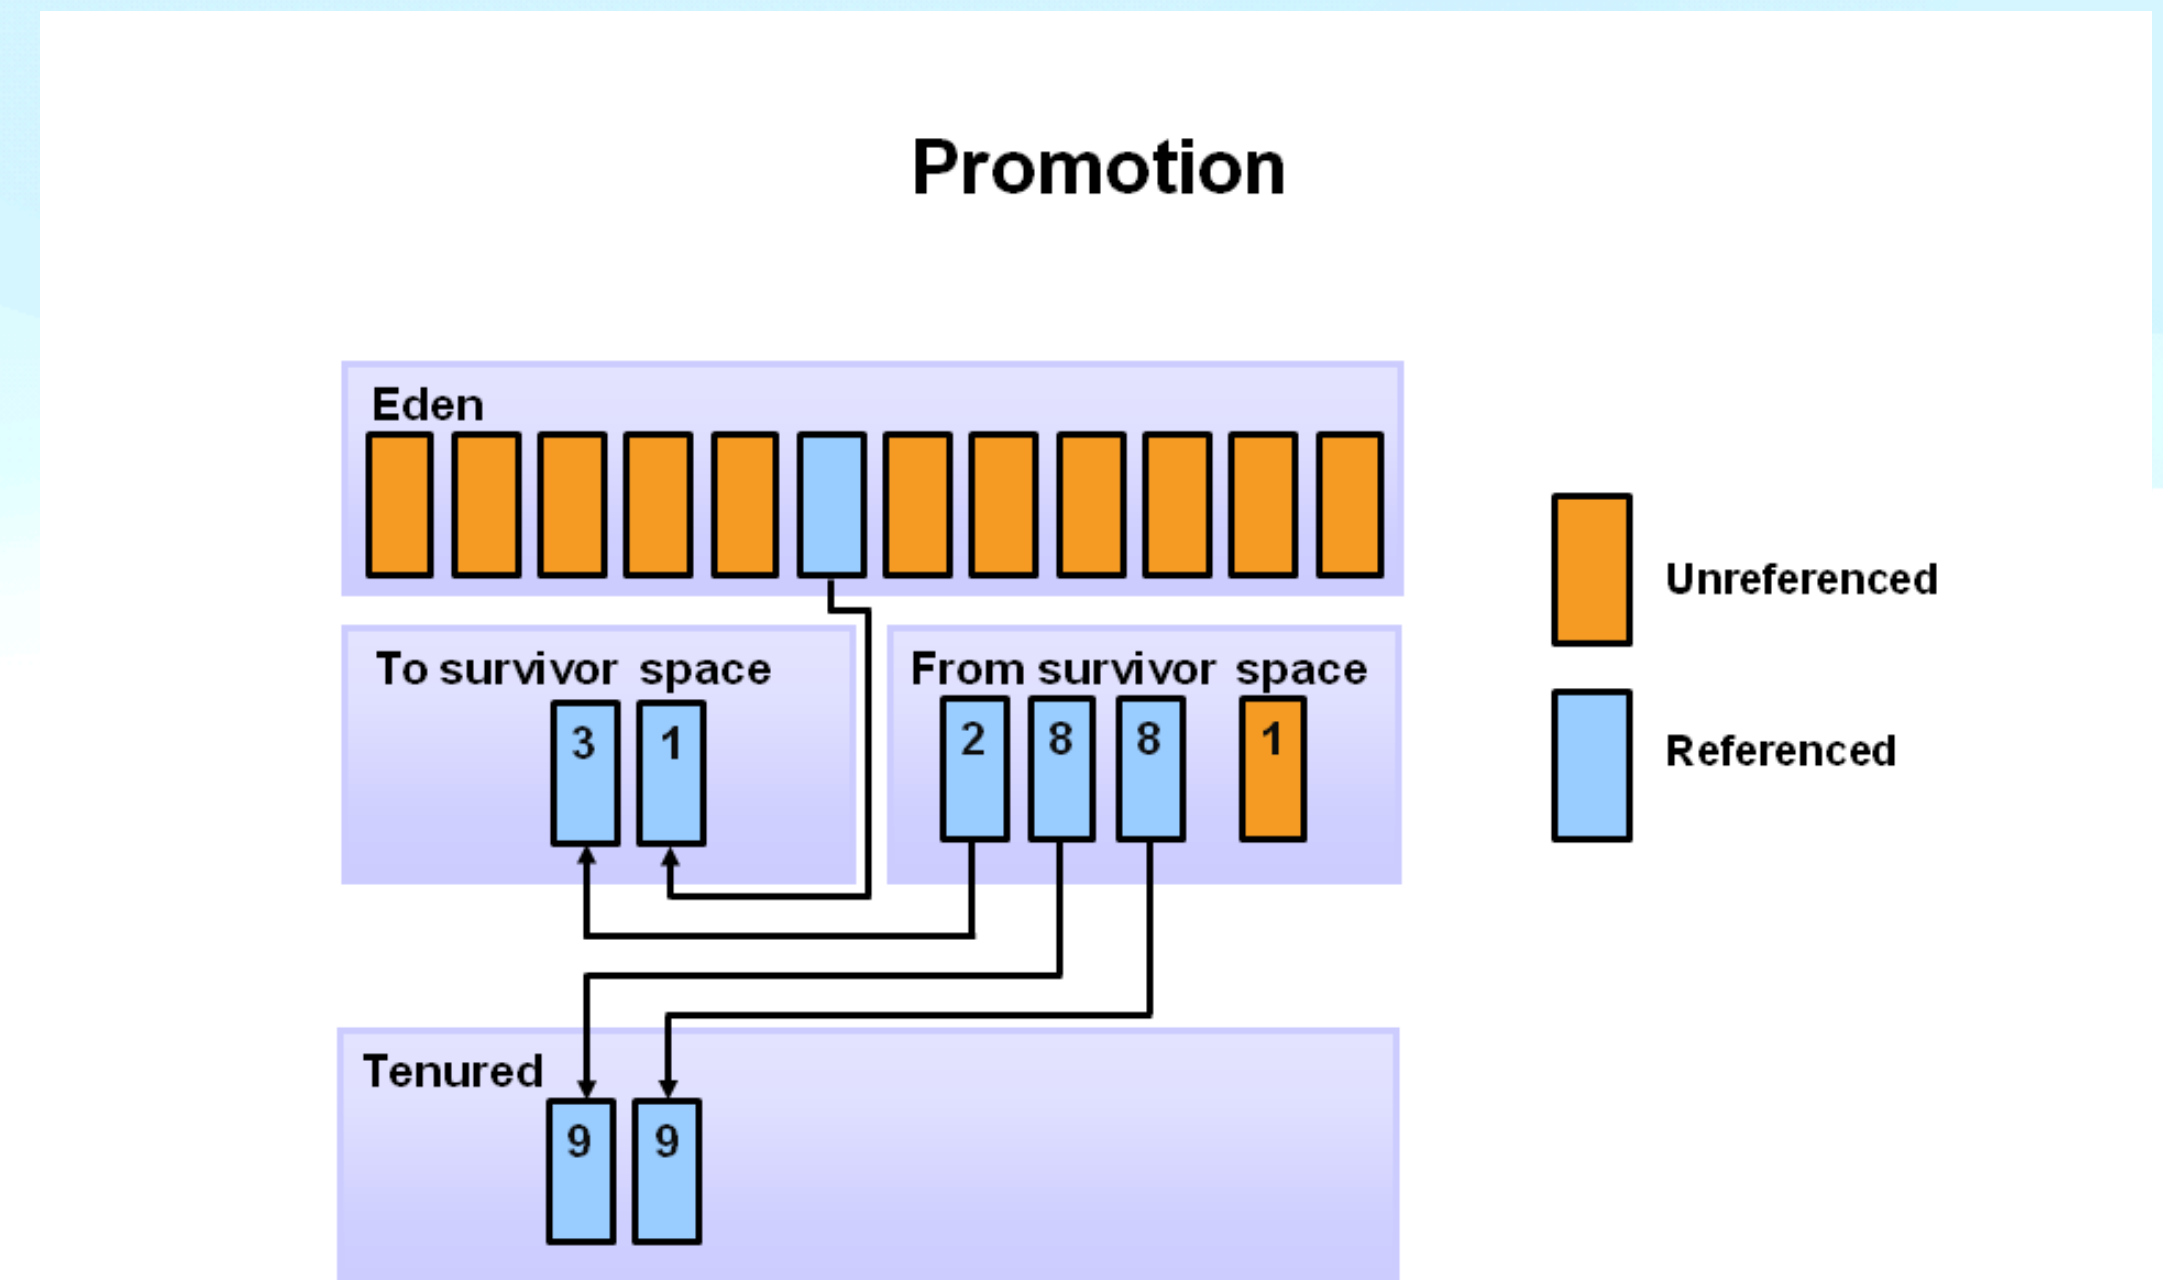 Promotion
Eden
To survivor space
From survivor space
3 1
2 8 8 1
Unreferenced
Referenced
Tenured
9 9